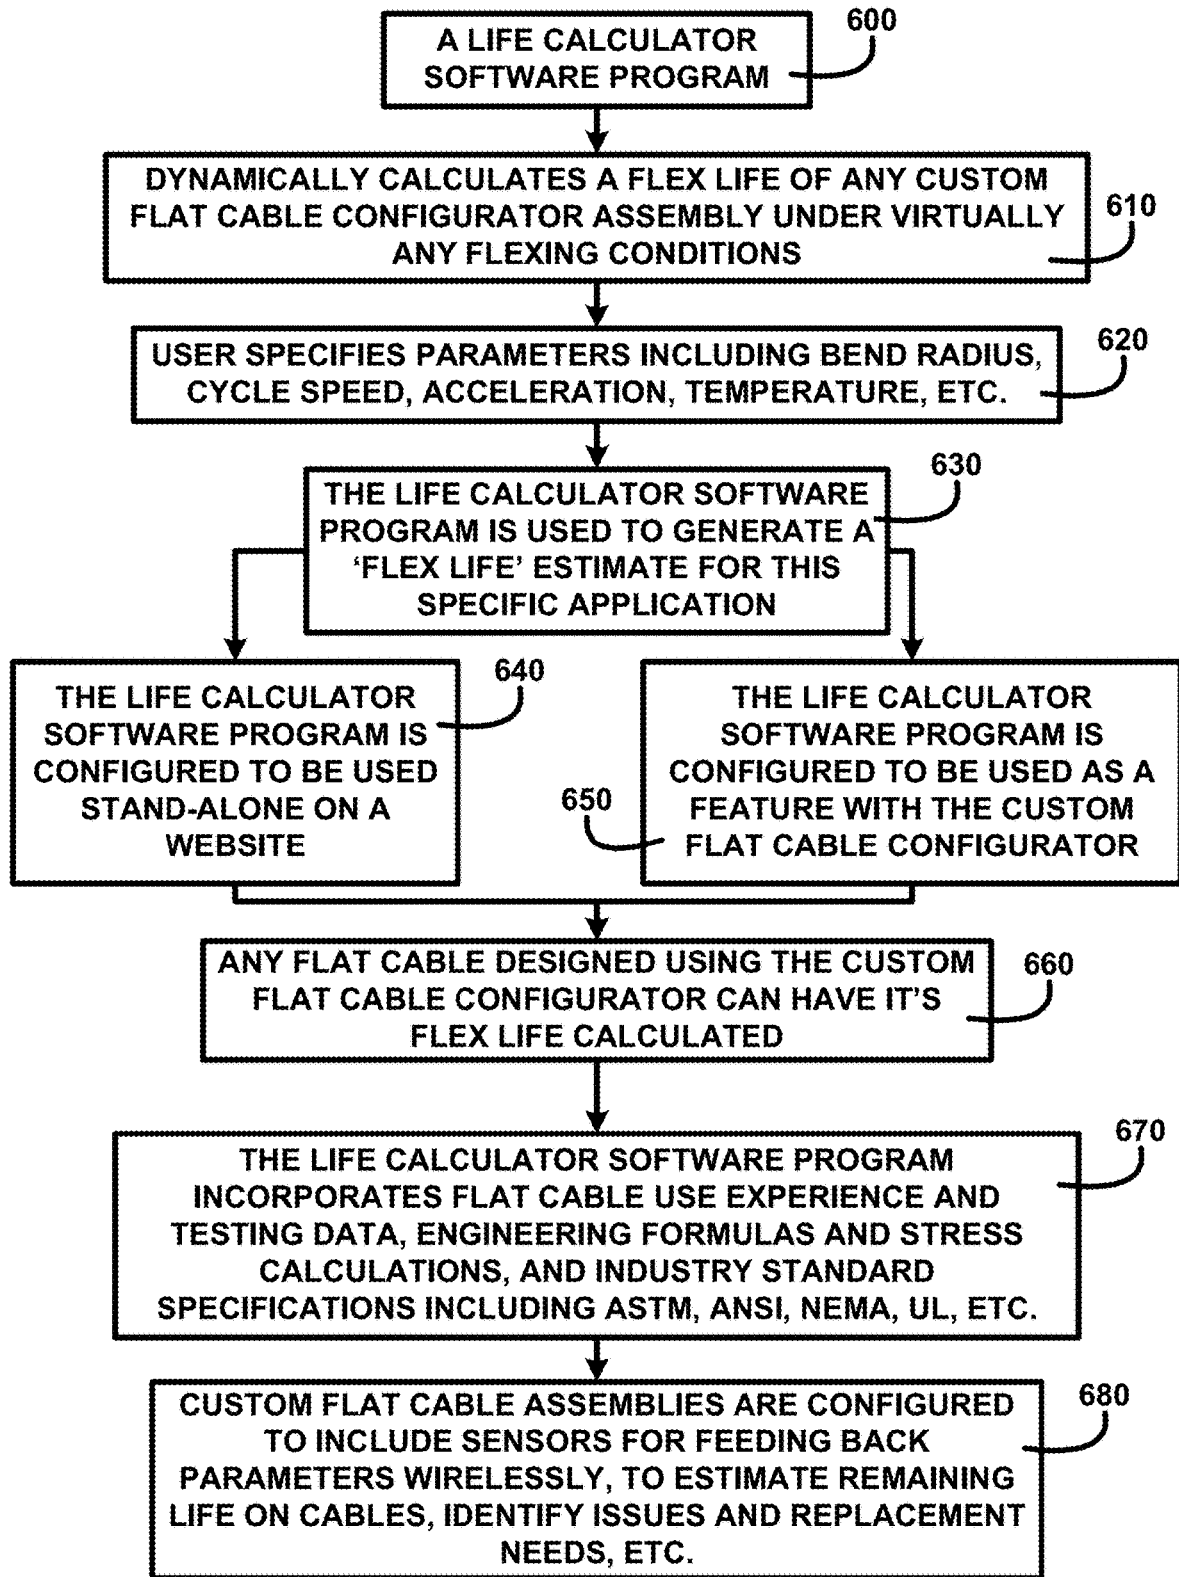 A LIFE CALCULATOR
SOFTWARE PROGRAM
600
DYNAMICALLY CALCULATES A FLEX LIFE OF ANY CUSTOM
FLAT CABLE CONFIGURATOR ASSEMBLY UNDER VIRTUALLY
ANY FLEXING CONDITIONS
610
USER SPECIFIES PARAMETERS INCLUDING BEND RADIUS,
CYCLE SPEED, ACCELERATION, TEMPERATURE, ETC.
620
THE LIFE CALCULATOR SOFTWARE
PROGRAM IS USED TO GENERATE A
‘FLEX LIFE’ ESTIMATE FOR THIS
SPECIFIC APPLICATION
630
THE LIFE CALCULATOR
SOFTWARE PROGRAM IS
CONFIGURED TO BE USED
STAND-ALONE ON A
WEBSITE
640
THE LIFE CALCULATOR
SOFTWARE PROGRAM IS
CONFIGURED TO BE USED AS A
FEATURE WITH THE CUSTOM
FLAT CABLE CONFIGURATOR
650
ANY FLAT CABLE DESIGNED USING THE CUSTOM
FLAT CABLE CONFIGURATOR CAN HAVE IT’S
FLEX LIFE CALCULATED
660
THE LIFE CALCULATOR SOFTWARE PROGRAM
INCORPORATES FLAT CABLE USE EXPERIENCE AND
TESTING DATA, ENGINEERING FORMULAS AND STRESS
CALCULATIONS, AND INDUSTRY STANDARD
SPECIFICATIONS INCLUDING ASTM, ANSI, NEMA, UL, ETC.
670
CUSTOM FLAT CABLE ASSEMBLIES ARE CONFIGURED
TO INCLUDE SENSORS FOR FEEDING BACK
PARAMETERS WIRELESSLY, TO ESTIMATE REMAINING
LIFE ON CABLES, IDENTIFY ISSUES AND REPLACEMENT
NEEDS, ETC.
680